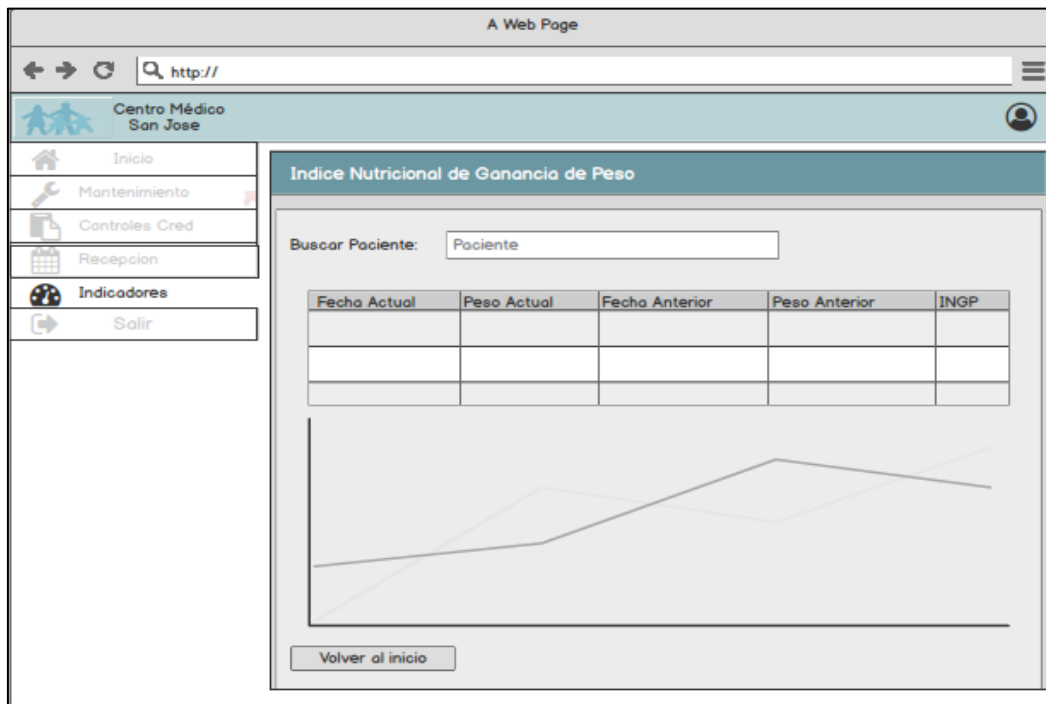 A Web Page
http://
Centro Médico
San Jose
Inicio
Mantenimiento
Controles Cred
Recepcion
Indicadores
Salir
Indice Nutricional de Ganancia de Peso
Buscar Paciente: Paciente
Fecha Actual Peso Actual Fecha Anterior Peso Anterior INGP
Volver al inicio